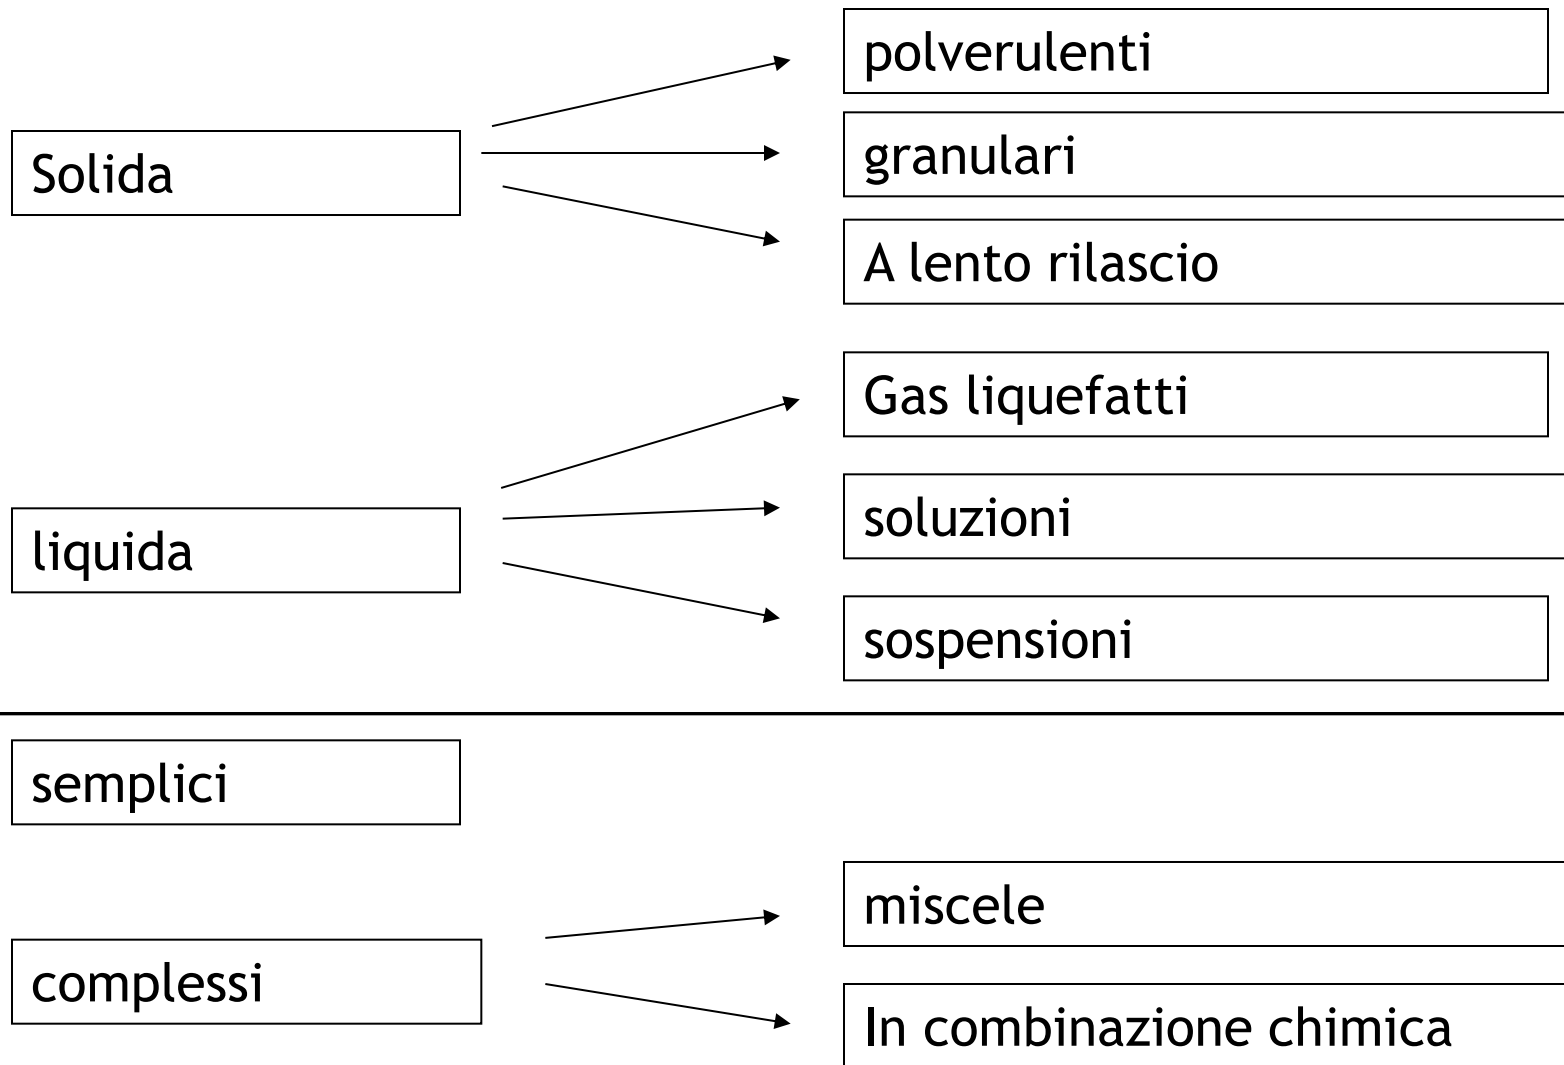 Solida
polverulenti
granulari
A lento rilascio
liquida
Gas liquefatti
soluzioni
sospensioni
semplici
complessi
miscele
In combinazione chimica